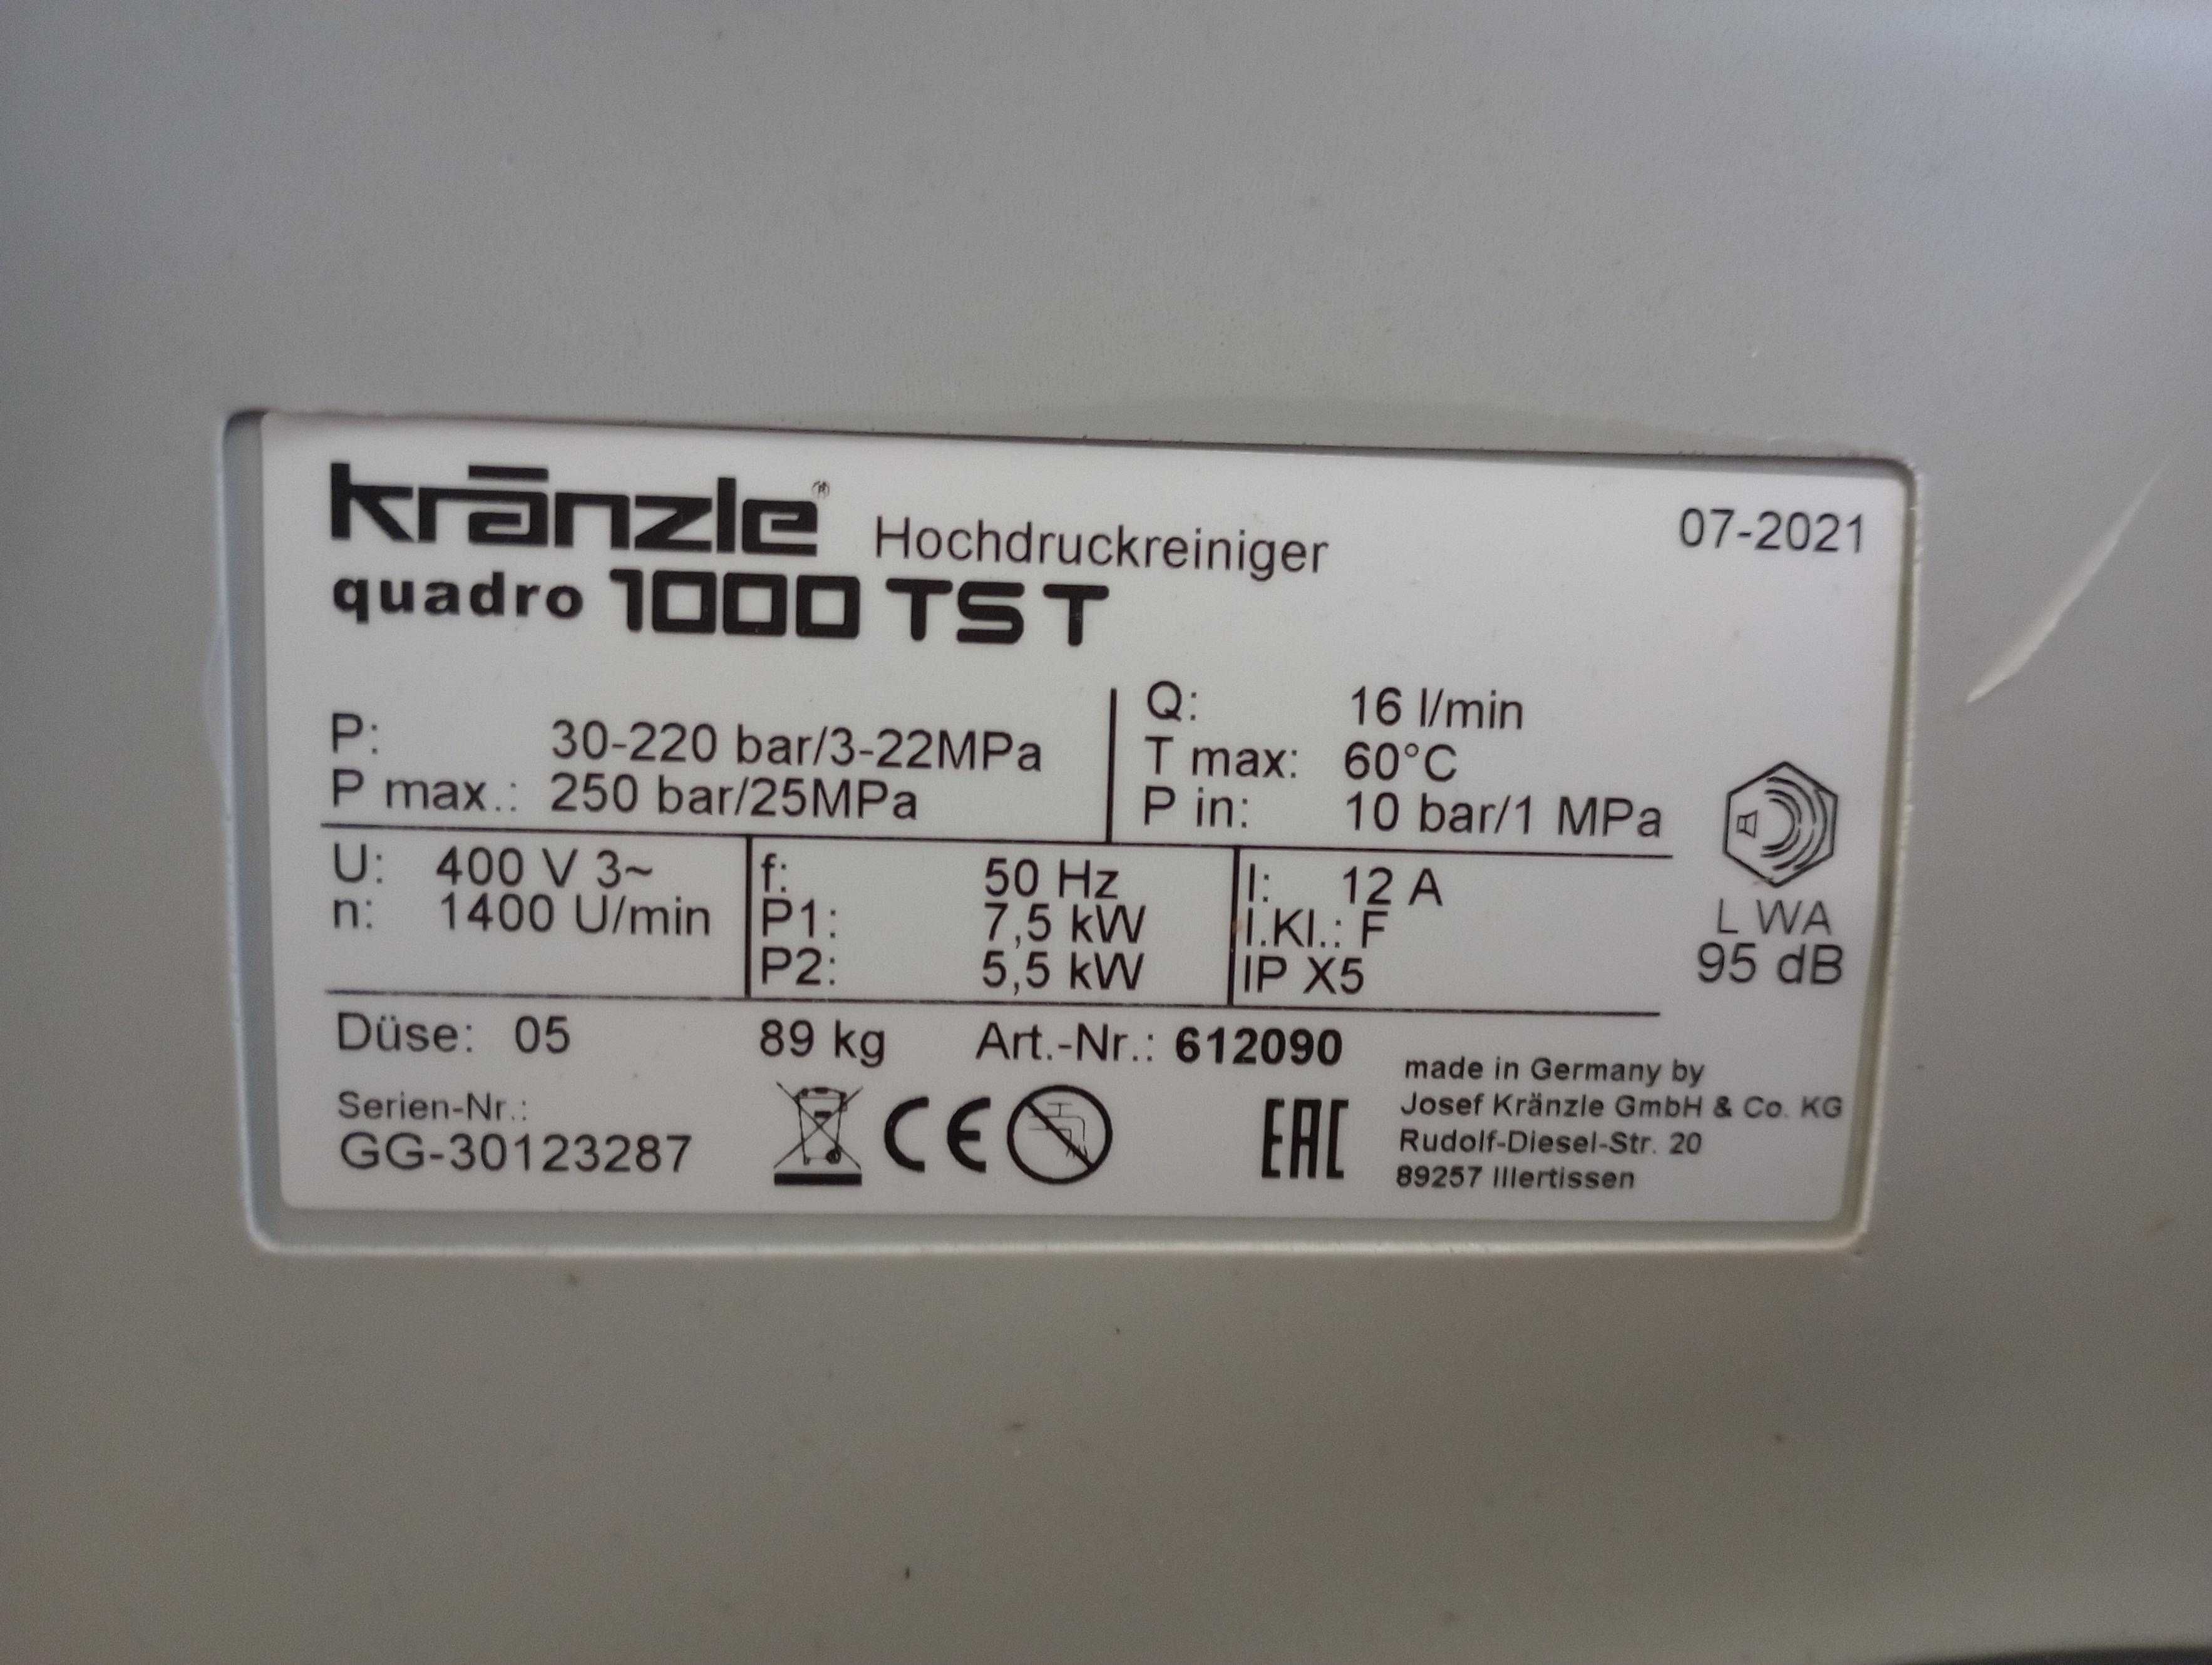 kränzle® Hochdruckreiniger 07-2021
quadro 1000 TS T
P: 30-220 bar/3-22MPa
P max.: 250 bar/25MPa
Q: 16 l/min
T max: 60°C
P in: 10 bar/1 MPa
U: 400 V 3~
n: 1400 U/min
f: 50 Hz
P1: 7,5 kW
P2: 5,5 kW
I: 12 A
I.Kl.: F
IP X5
L WA
95 dB
Düse: 05 89 kg Art.-Nr.: 612090
Serien-Nr.:
GG-30123287
CE
EAC
made in Germany by
Josef Kränzle GmbH & Co. KG
Rudolf-Diesel-Str. 20
89257 Illertissen